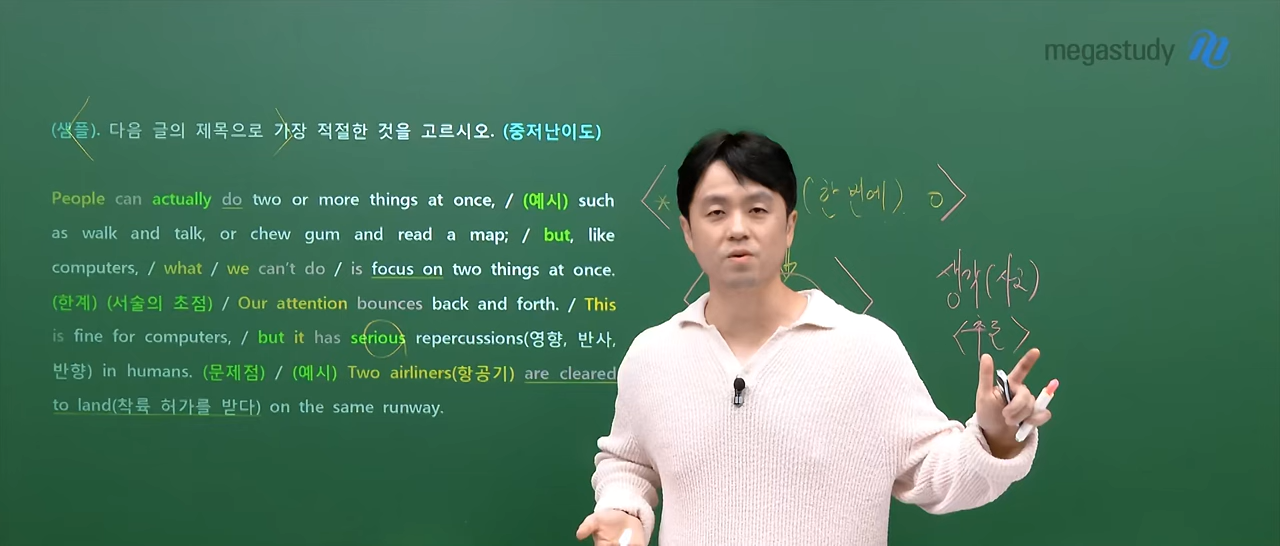 megastudy
(샘플). 다음 글의 제목으로 가장 적절한 것을 고르시오. (중저난이도)
People can actually do two or more things at once, / (예시) such
as walk and talk, or chew gum and read a map; / but, like
computers, / what / we can't do / is focus on two things at once.
(한계) (서술의 초점) / Our attention bounces back and forth. / This
is fine for computers, / but it has serious repercussions(영향, 반사,
반향) in humans. (문제점) / (예시) Two airliners(항공기) are cleared
to land(착륙 허가를 받다) on the same runway.
* (한 번에). O
생각(사고)
<추론>